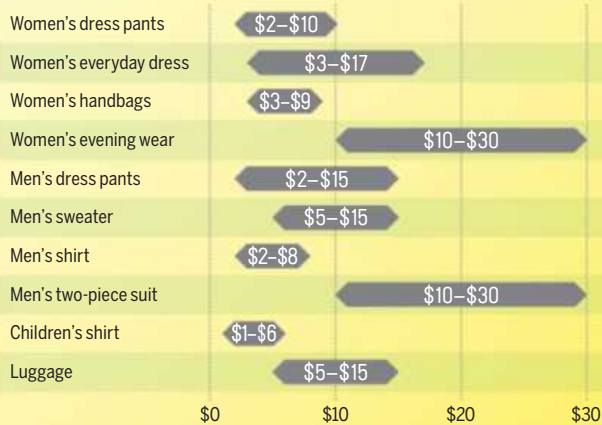 Women’s dress pants $2–$10
Women’s everyday dress $3–$17
Women’s handbags $3–$9
Women’s evening wear $10–$30
Men’s dress pants $2–$15
Men’s sweater $5–$15
Men’s shirt $2–$8
Men’s two-piece suit $10–$30
Children’s shirt $1–$6
Luggage $5–$15
$0 $10 $20 $30